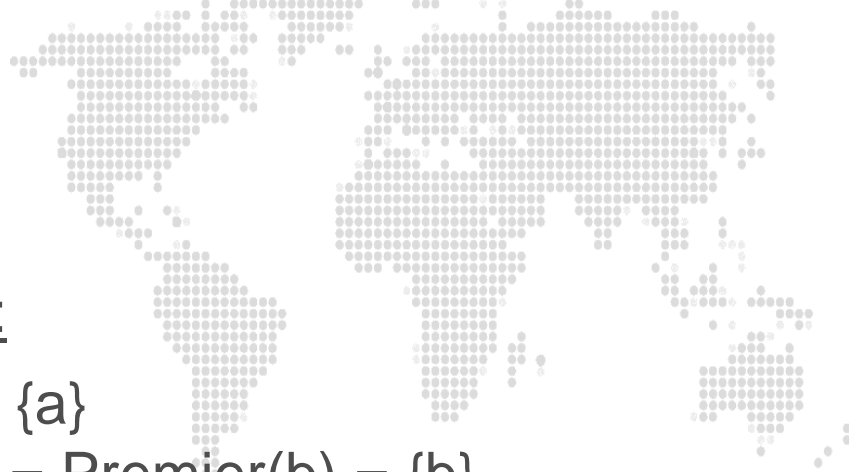 :
{a}
= Premier(b) = {b}